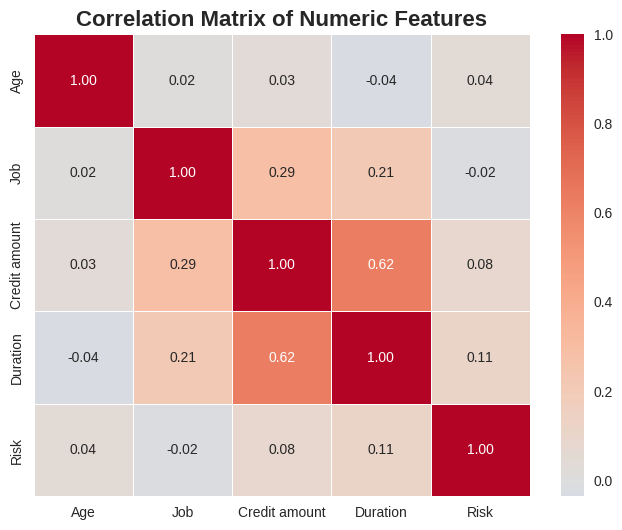 Correlation Matrix of Numeric Features
1.0
Age 1.00 0.02 0.03 -0.04 0.04
0.8
Job 0.02 1.00 0.29 0.21 -0.02
0.6
Credit amount 0.03 0.29 1.00 0.62 0.08
0.4
Duration -0.04 0.21 0.62 1.00 0.11
0.2
Risk 0.04 -0.02 0.08 0.11 1.00
0.0
Age Job Credit amount Duration Risk